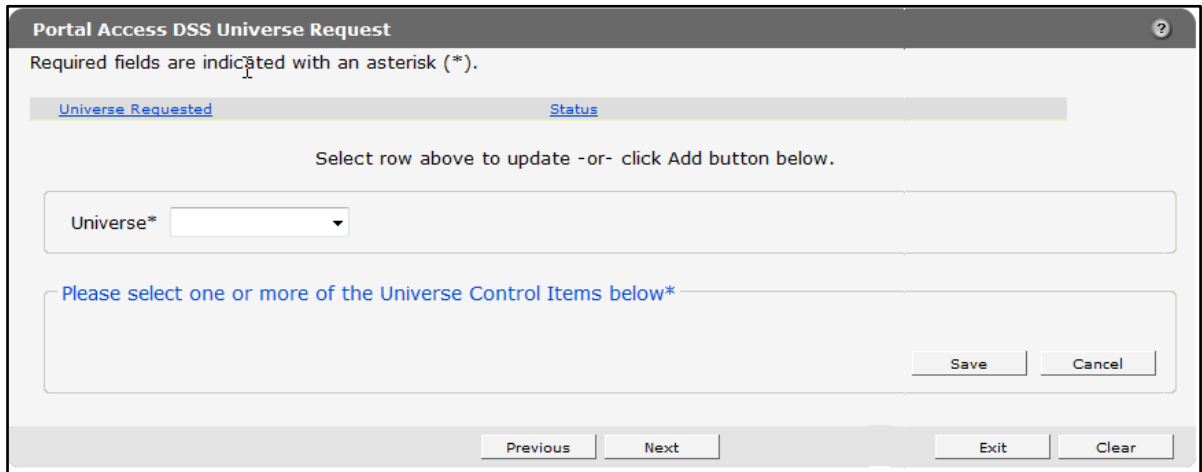 Portal Access DSS Universe Request ?
Required fields are indicated with an asterisk (*).
Universe Requested Status
Select row above to update -or- click Add button below.
Universe*
Please select one or more of the Universe Control Items below*
Save Cancel
Previous Next Exit Clear